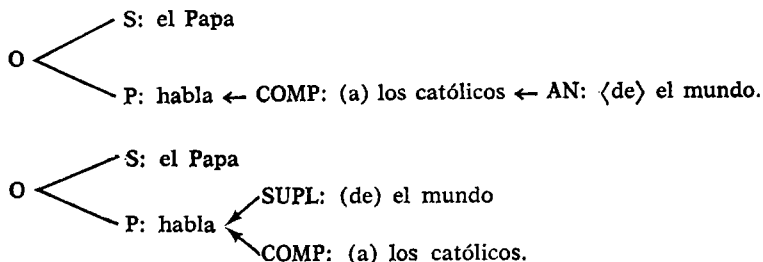 S: el Papa
O
P: habla ← COMP: (a) los católicos ← AN: ⟨de⟩ el mundo.
S: el Papa
O
SUPL: (de) el mundo
P: habla
COMP: (a) los católicos.